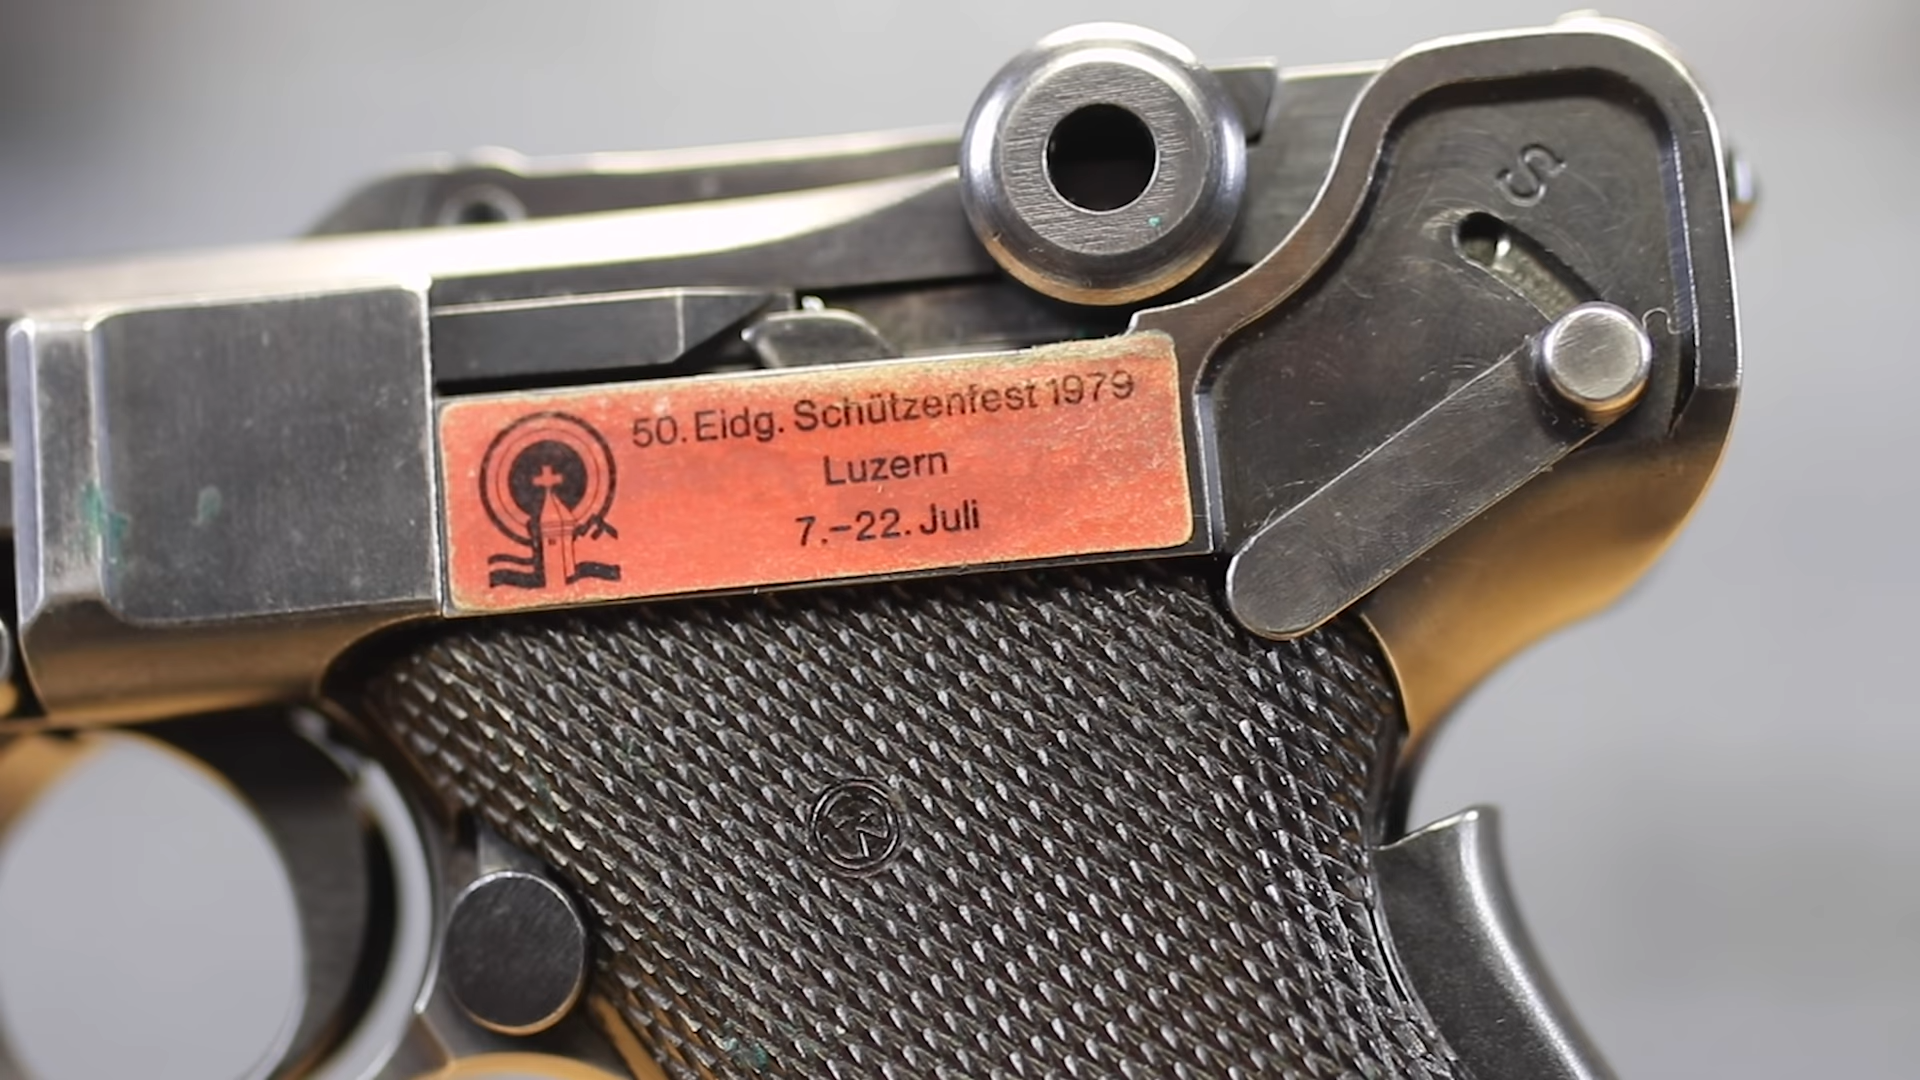 S
50. Eidg. Schützenfest 1979
Luzern
7.–22. Juli